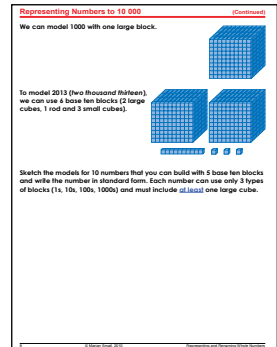 Representing Numbers to 10 000 (Continued)
We can model 1000 with one large block.
To model 2013 (two thousand thirteen),
we can use 6 base ten blocks (2 large
cubes, 1 rod and 3 small cubes).
Sketch the models for 10 numbers that you can build with 5 base ten blocks
and write the number in standard form. Each number can use only 3 types
of blocks (1s, 10s, 100s, 1000s) and must include at least one large cube.
6 © Marian Small, 2010 Representing and Renaming Whole Numbers